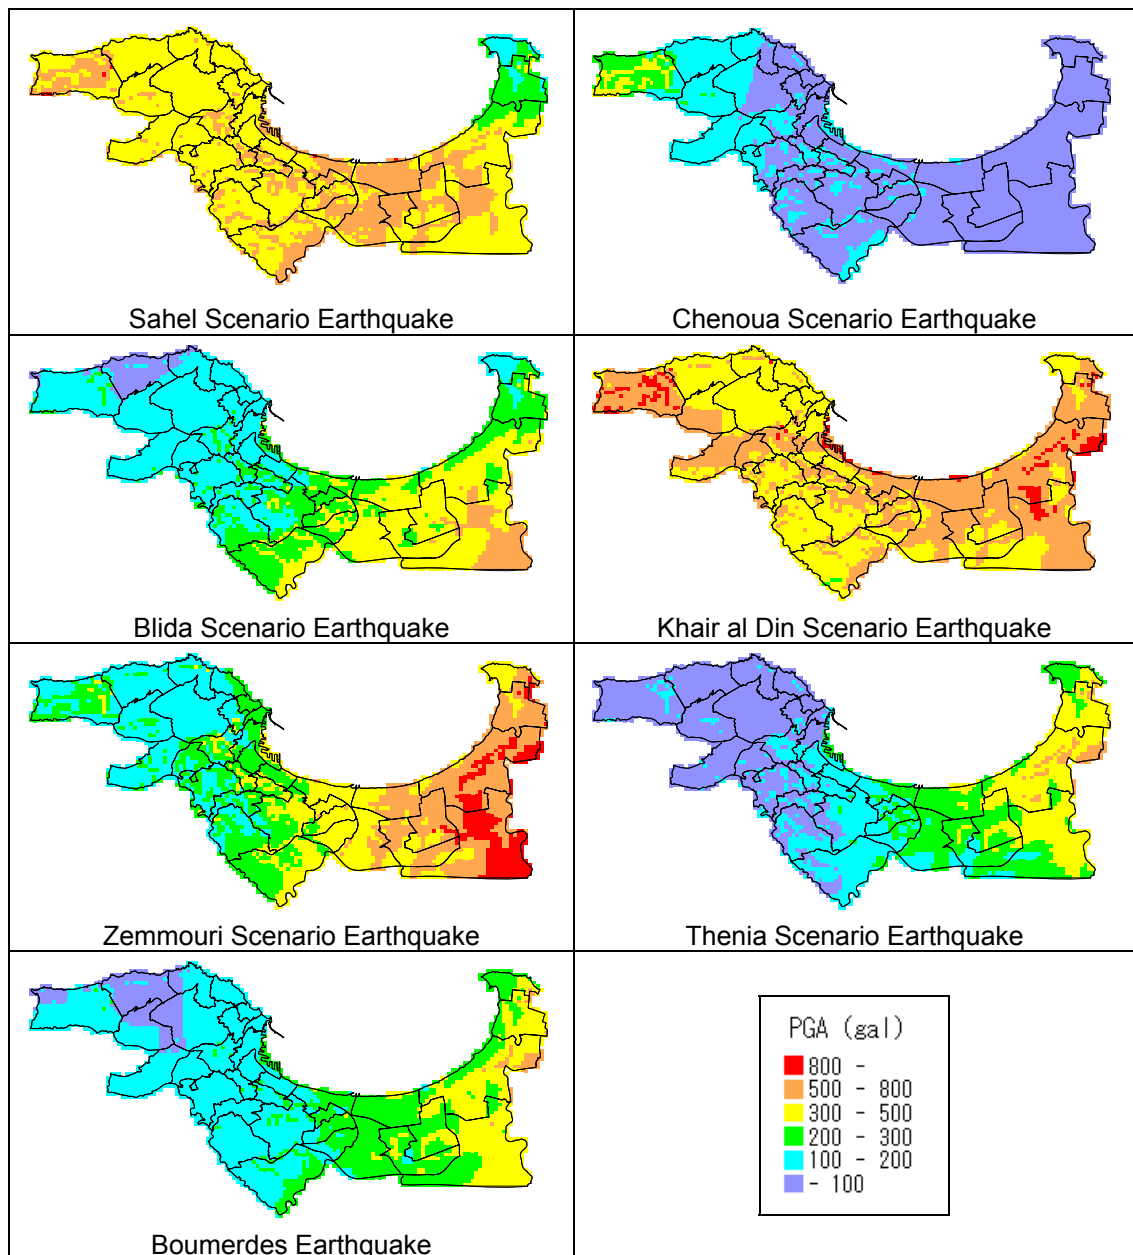 Sahel Scenario Earthquake
Chenoua Scenario Earthquake
Blida Scenario Earthquake
Khair al Din Scenario Earthquake
Zemmouri Scenario Earthquake
Thenia Scenario Earthquake
Boumerdes Earthquake
PGA (gal)
800 -
500 - 800
300 - 500
200 - 300
100 - 200
- 100